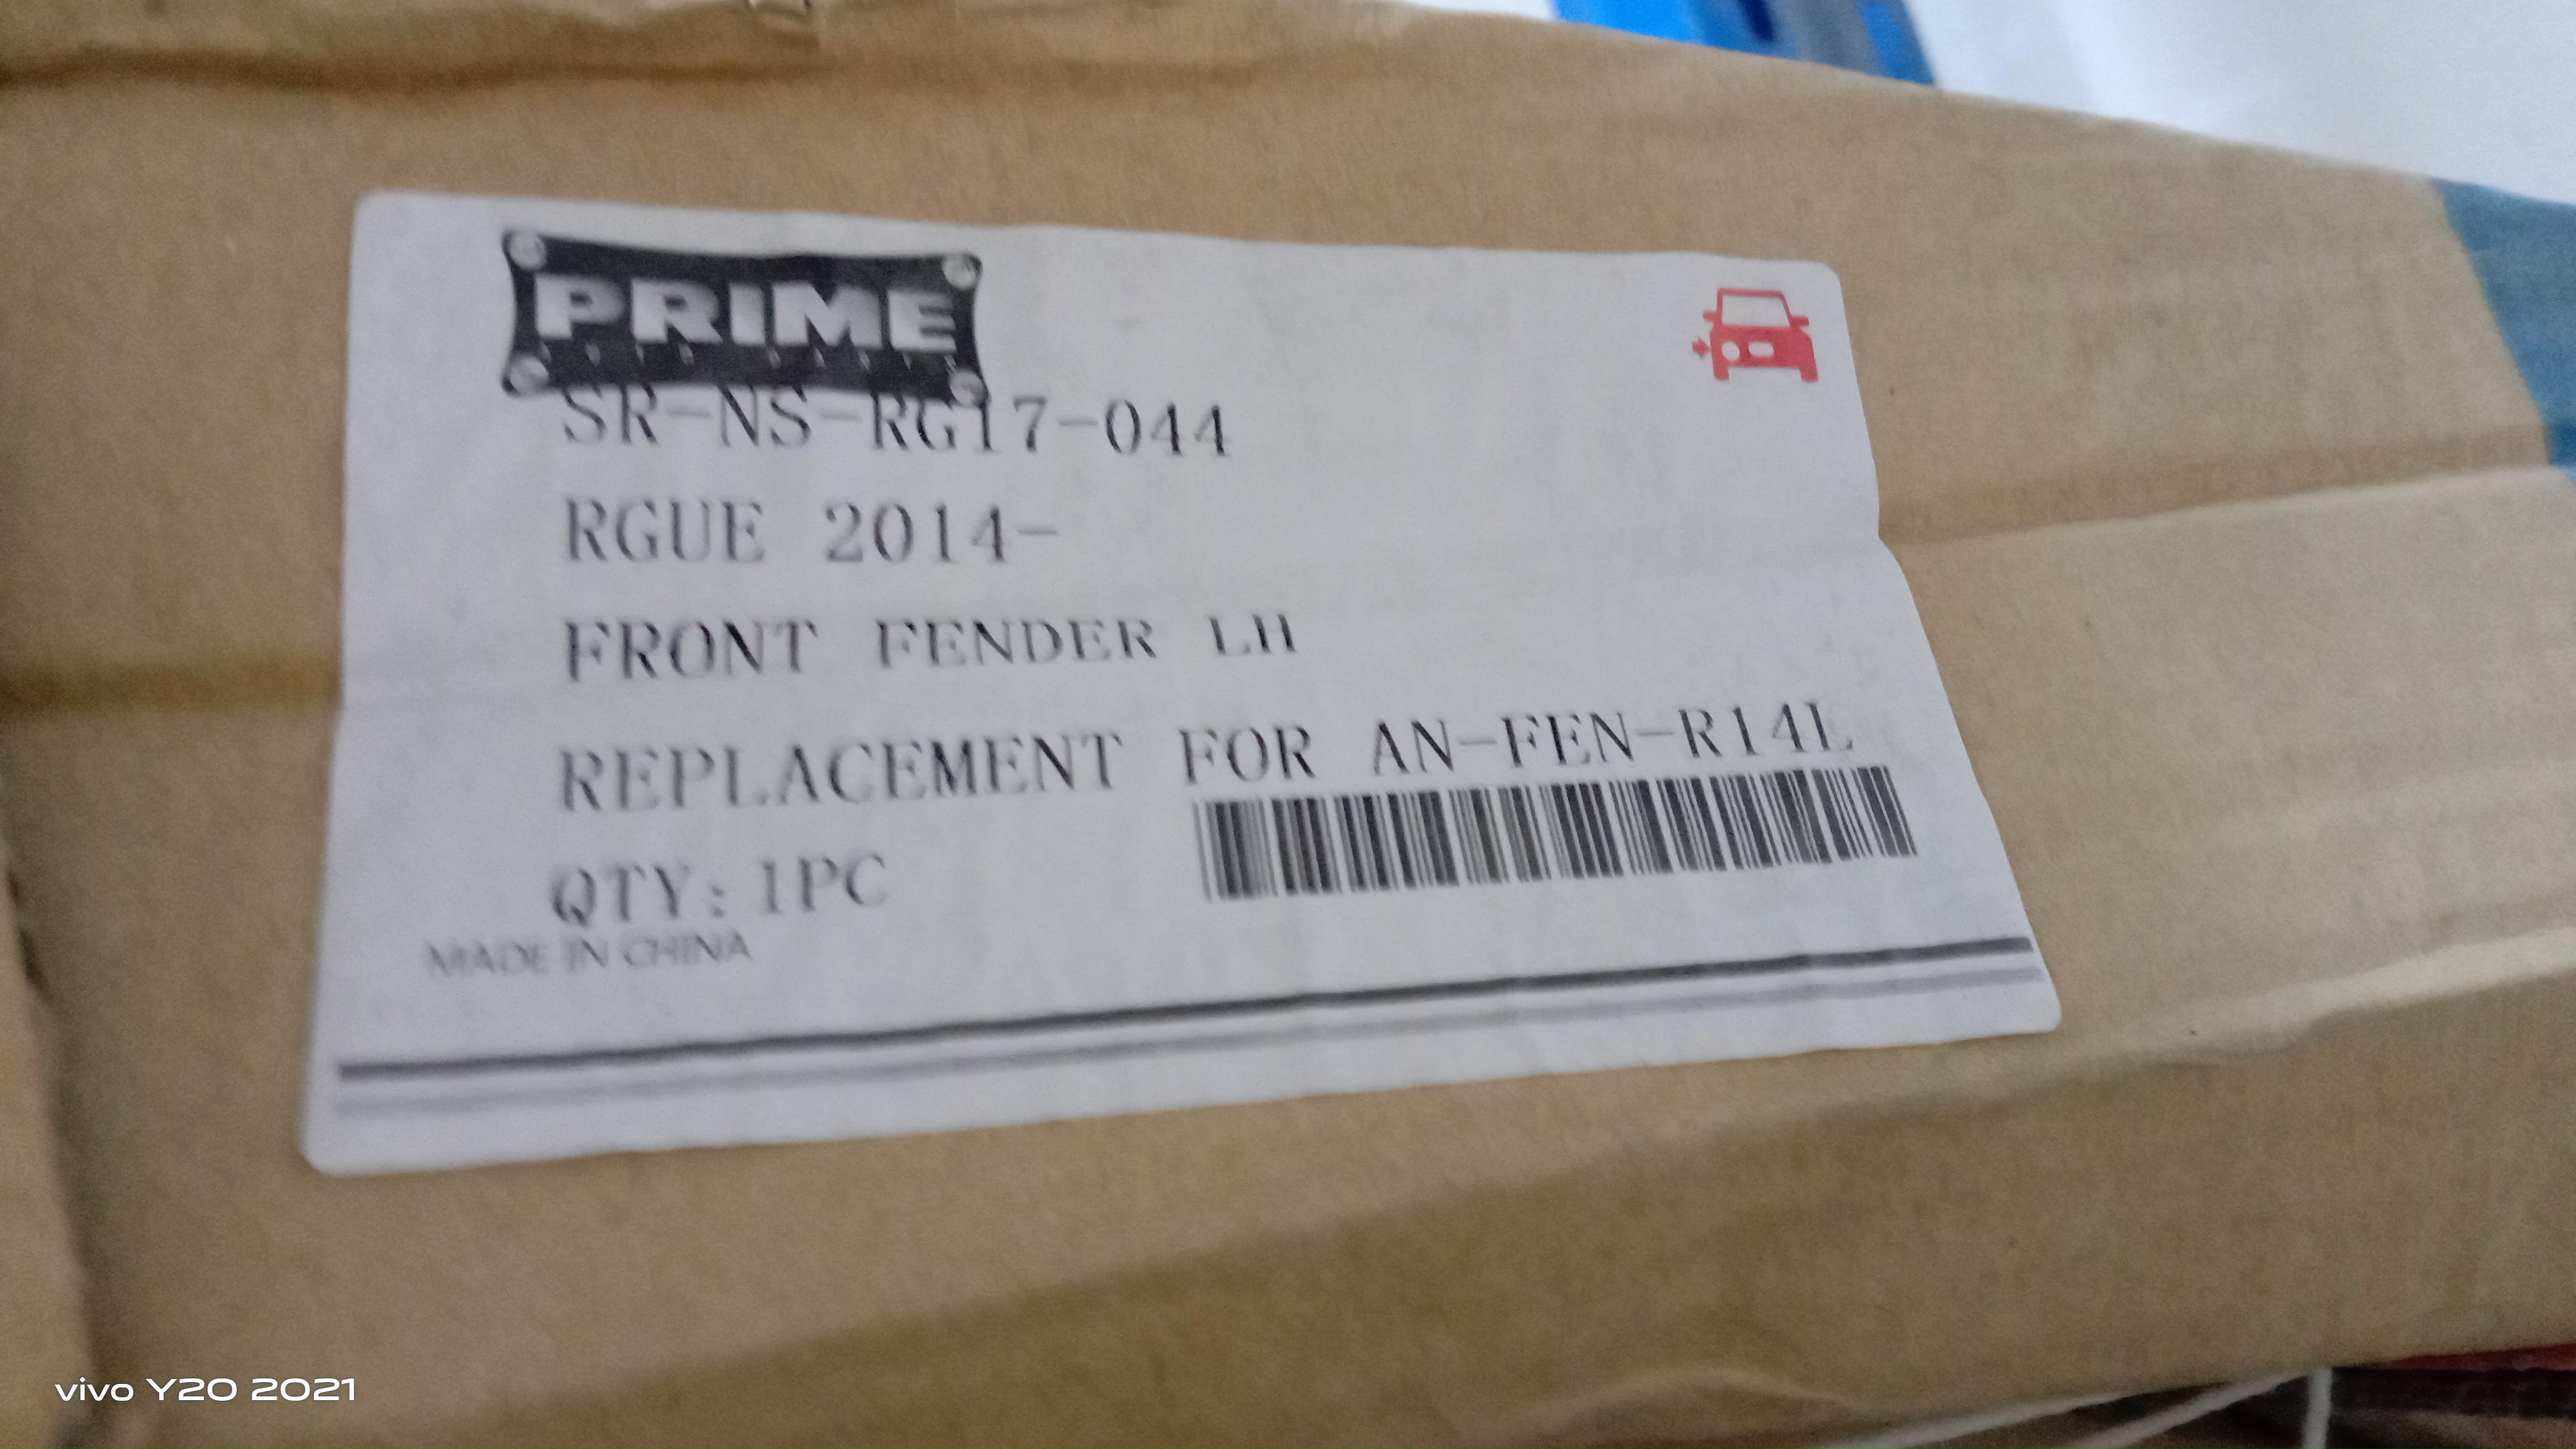 PRIME
SR-NS-RG17-044
RGUE 2014-
FRONT FENDER LH
REPLACEMENT FOR AN-FEN-R14L
QTY: 1PC
MADE IN CHINA
vivo Y20 2021